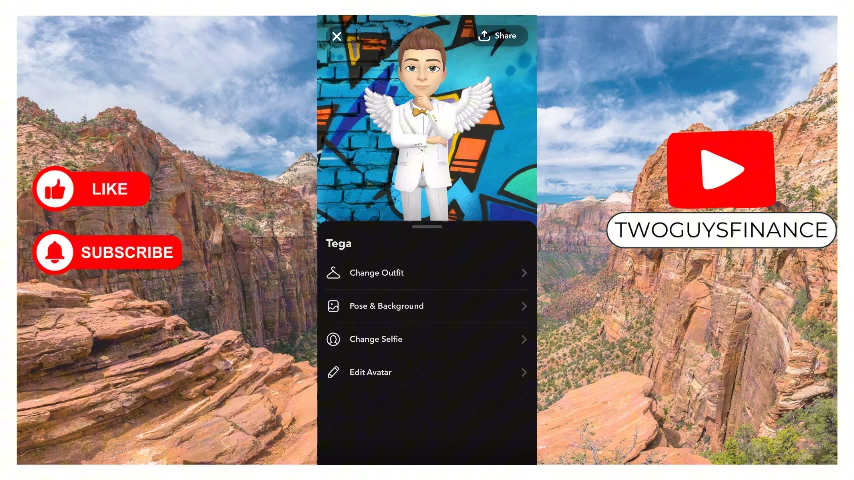 Share
LIKE
SUBSCRIBE
TWOGUYSFINANCE
Tega
Change Outfit
Pose & Background
Change Selfie
Edit Avatar